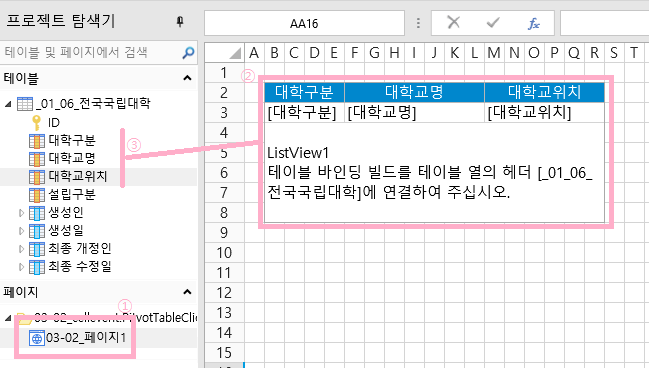 프로젝트 탐색기
AA16
fx
테이블 및 페이지에서 검색
테이블
_01_06_전국국립대학
ID
대학구분
대학교명
대학교위치
설립구분
생성인
생성일
최종 개정인
최종 수정일
페이지
①
03-02_cellevent.PivotTableClic
03-02_페이지1
A B C D E F G H I J K L M N O P Q R S T U
1
②
2 대학구분 대학교명 대학교위치
3 [대학구분] [대학교명] [대학교위치]
4
③
5 ListView1
6 테이블 바인딩 빌드를 테이블 열의 헤더 [_01_06_
7 전국국립대학]에 연결하여 주십시오.
8
9
10
11
12
13
14
15